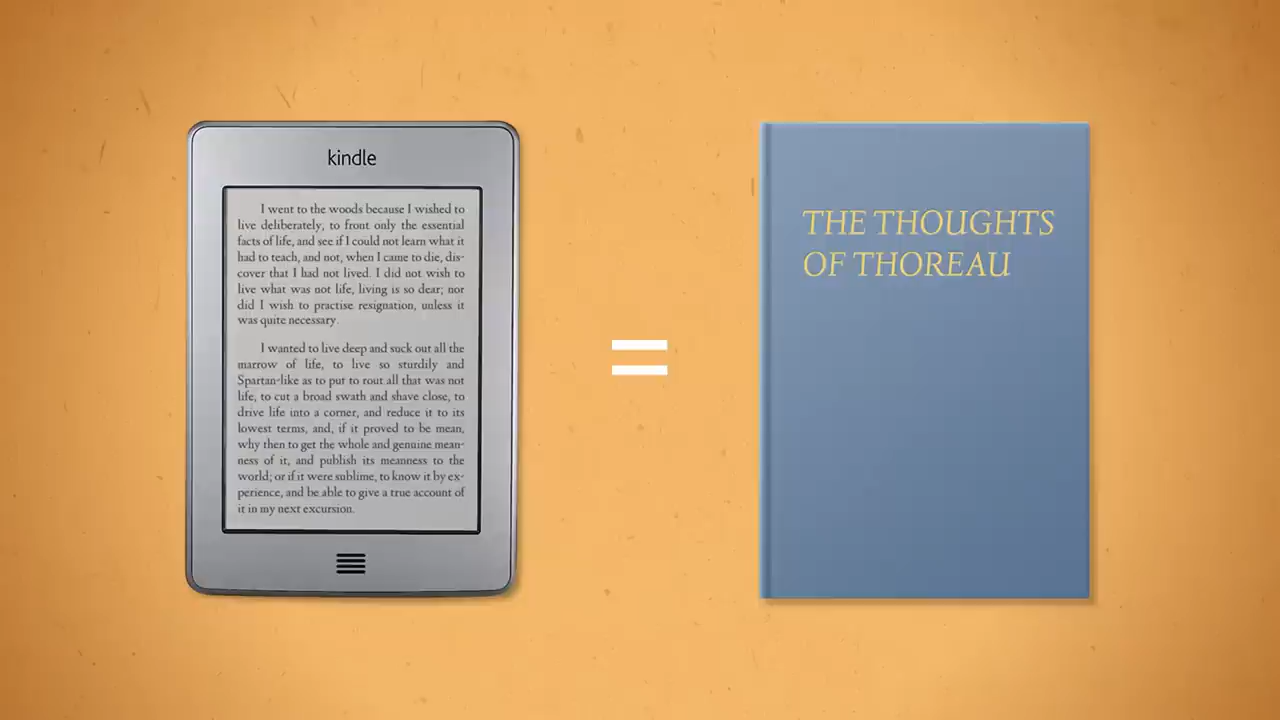 kindle
I went to the woods because I wished to
live deliberately, to front only the essential
facts of life, and see if I could not learn what it
had to teach, and not, when I came to die, dis-
cover that I had not lived. I did not wish to
live what was not life, living is so dear; nor
did I wish to practise resignation, unless it
was quite necessary.
I wanted to live deep and suck out all the
marrow of life, to live so sturdily and
Spartan-like as to put to rout all that was not
life, to cut a broad swath and shave close, to
drive life into a corner, and reduce it to its
lowest terms, and, if it proved to be mean,
why then to get the whole and genuine mean-
ness of it, and publish its meanness to the
world; or if it were sublime, to know it by ex-
perience, and be able to give a true account of
it in my next excursion.
=
THE THOUGHTS
OF THOREAU